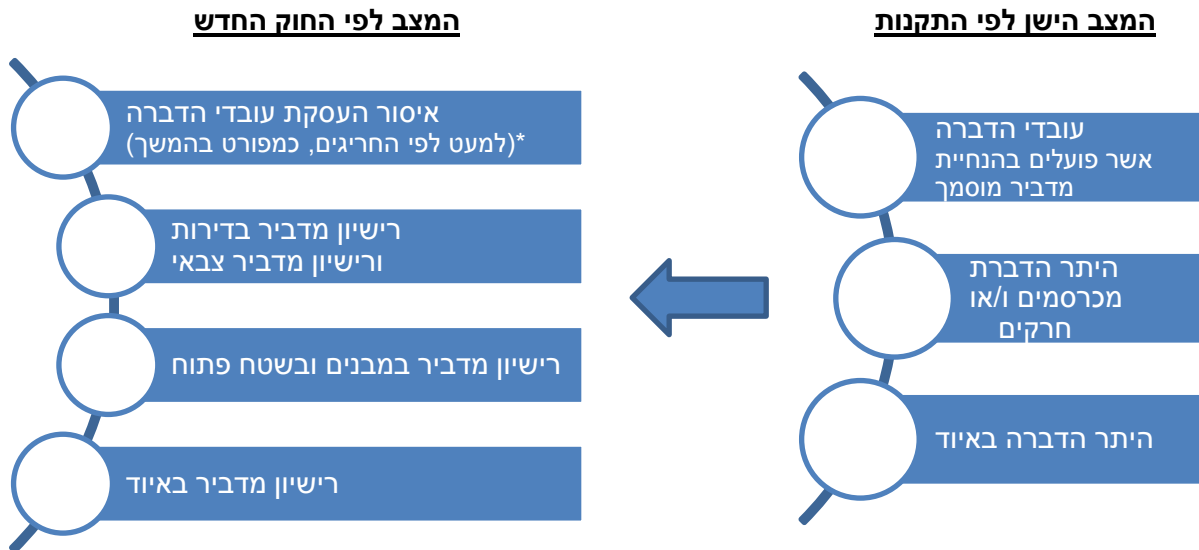 המצב הישן לפי התקנות
עובדי הדברה
אשר פועלים בהנחיית
מדביר מוסמך
היתר הדברת
מכרסמים ו/או
חרקים
היתר הדברה באיוד
המצב לפי החוק החדש
איסור העסקת עובדי הדברה
*(למעט לפי החריגים, כמפורט בהמשך)
רישיון מדביר בדירות
ורישיון מדביר צבאי
רישיון מדביר במבנים ובשטח פתוח
רישיון מדביר באיוד